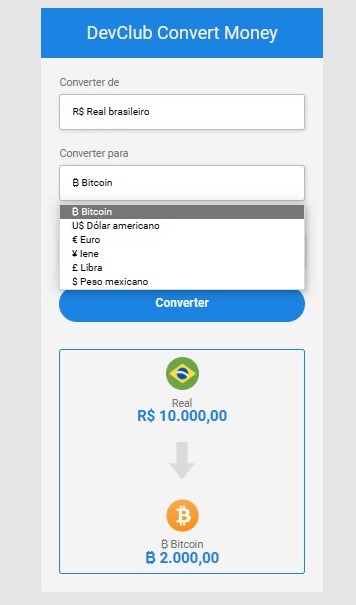 DevClub Convert Money
Converter de
R$ Real brasileiro
Converter para
₿ Bitcoin
₿ Bitcoin
U$ Dólar americano
€ Euro
¥ Iene
£ Libra
$ Peso mexicano
Converter
Real
R$ 10.000,00
₿ Bitcoin
₿ 2.000,00